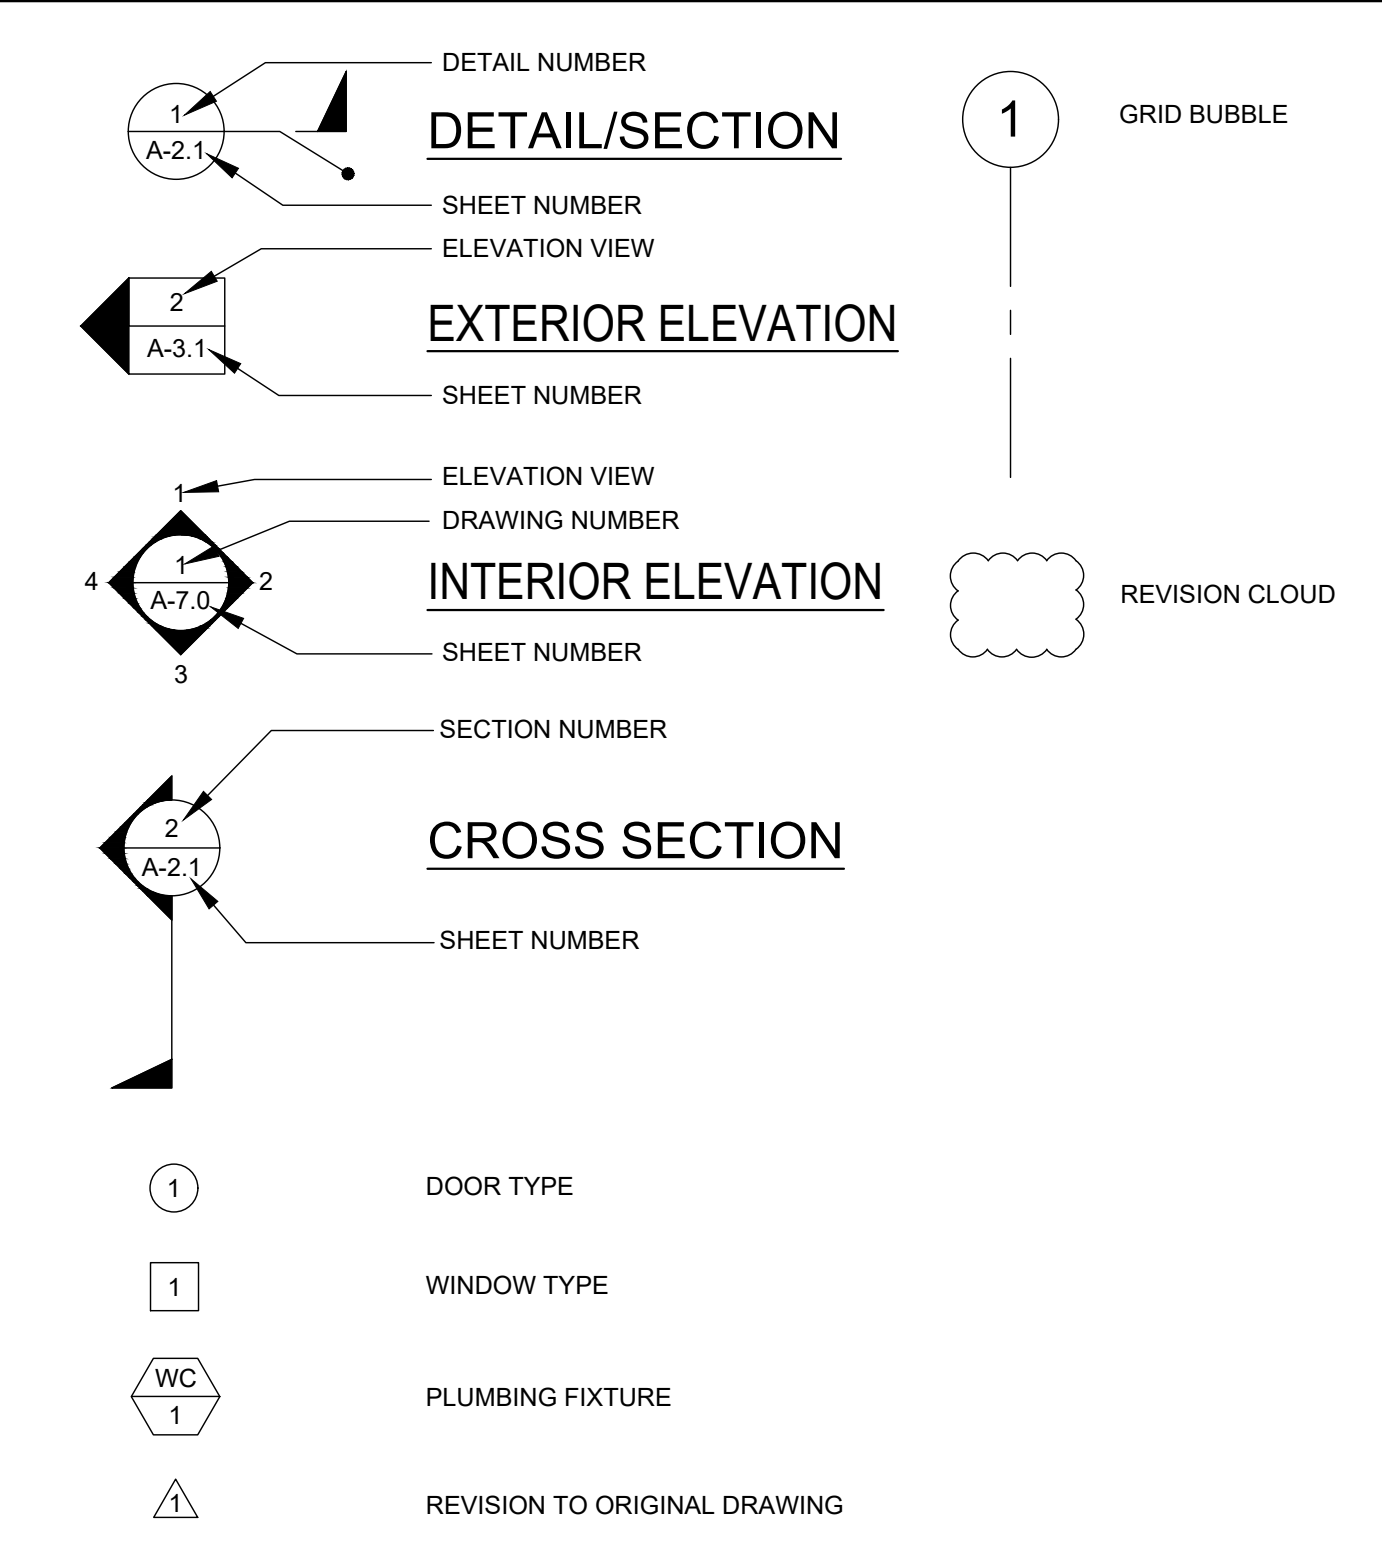 DETAIL NUMBER
1
A-2.1
DETAIL/SECTION
SHEET NUMBER
ELEVATION VIEW
2
A-3.1
EXTERIOR ELEVATION
SHEET NUMBER
ELEVATION VIEW
1
DRAWING NUMBER
1
4
2
A-7.0
INTERIOR ELEVATION
SHEET NUMBER
3
SECTION NUMBER
2
A-2.1
CROSS SECTION
SHEET NUMBER
1
DOOR TYPE
1
WINDOW TYPE
WC
1
PLUMBING FIXTURE
1
REVISION TO ORIGINAL DRAWING
1
GRID BUBBLE
REVISION CLOUD